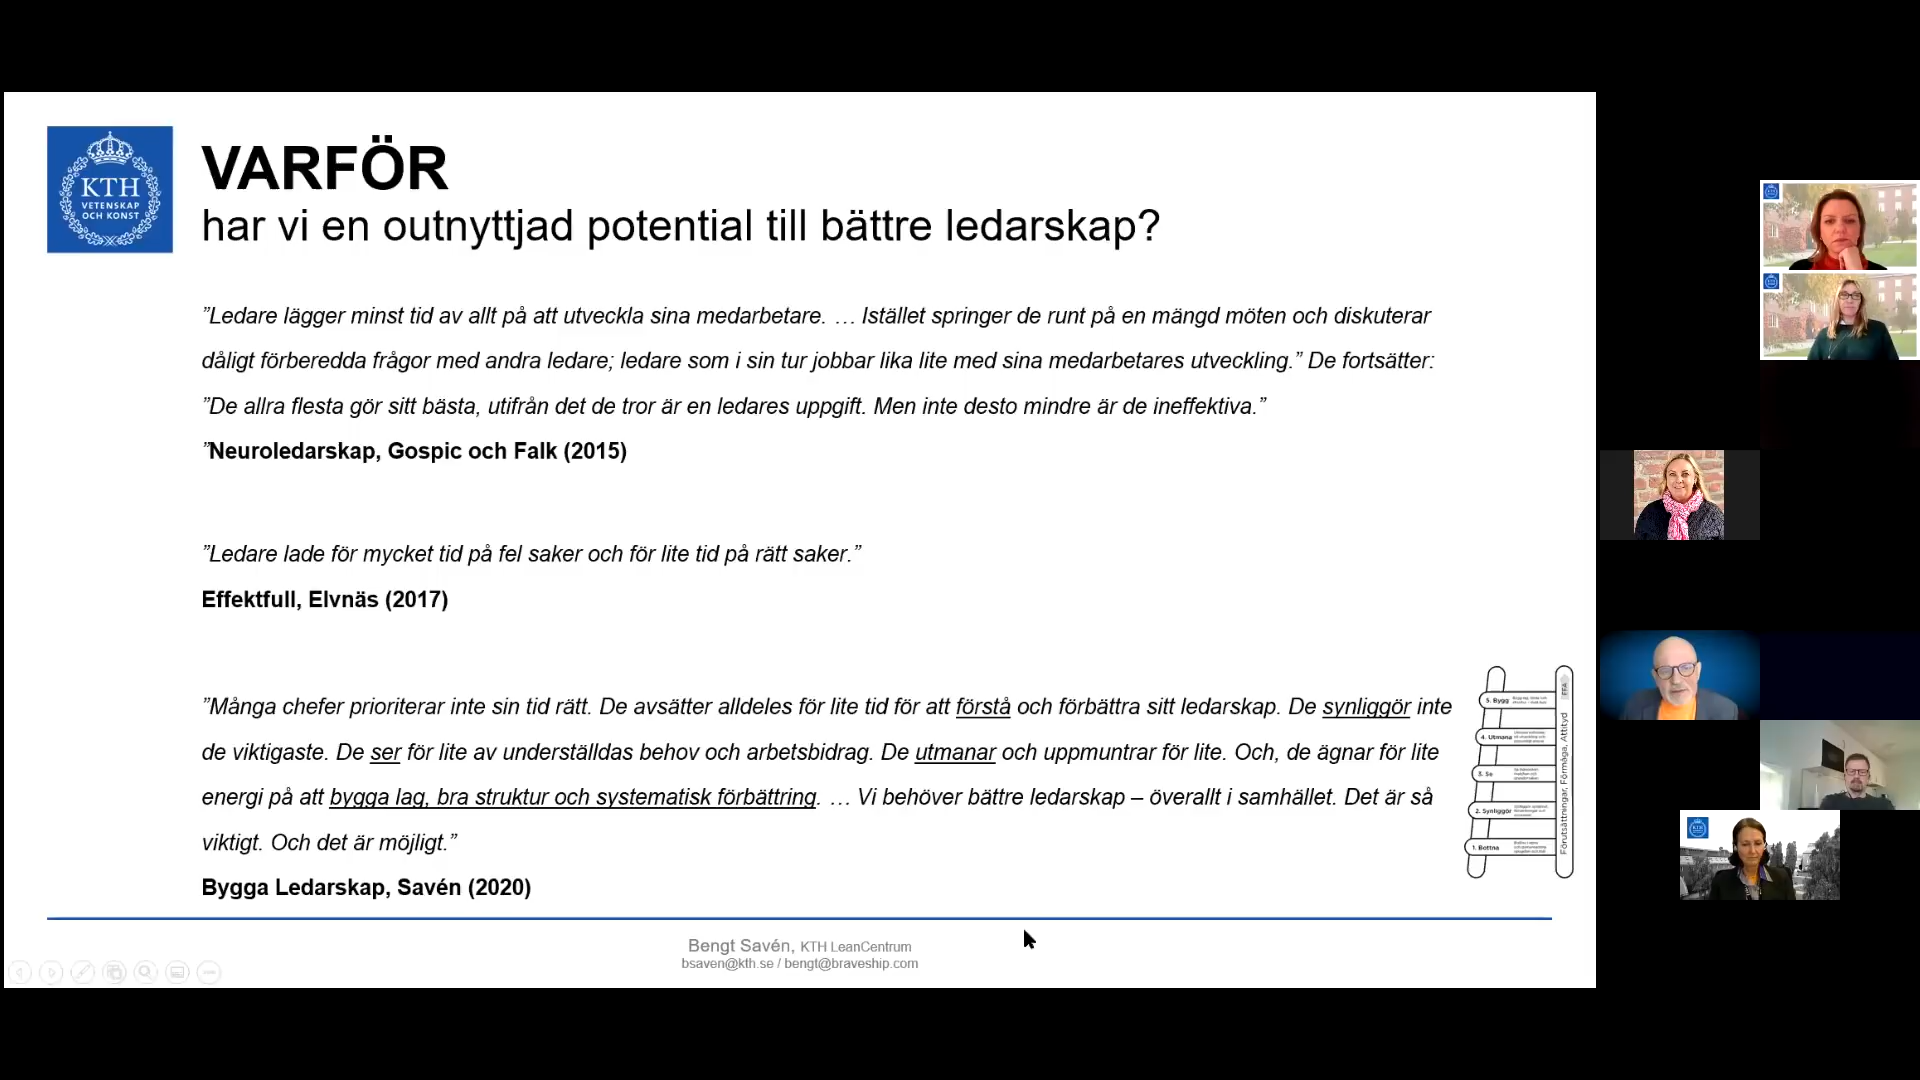 KTH
VETENSKAP
OCH KONST
VARFÖR
har vi en outnyttjad potential till bättre ledarskap?
”Ledare lägger minst tid av allt på att utveckla sina medarbetare. … Istället springer de runt på en mängd möten och diskuterar
dåligt förberedda frågor med andra ledare; ledare som i sin tur jobbar lika lite med sina medarbetares utveckling.” De fortsätter:
”De allra flesta gör sitt bästa, utifrån det de tror är en ledares uppgift. Men inte desto mindre är de ineffektiva.”
”Neuroledarskap, Gospic och Falk (2015)
”Ledare lade för mycket tid på fel saker och för lite tid på rätt saker.”
Effektfull, Elvnäs (2017)
”Många chefer prioriterar inte sin tid rätt. De avsätter alldeles för lite tid för att förstå och förbättra sitt ledarskap. De synliggör inte
de viktigaste. De ser för lite av underställdas behov och arbetsbidrag. De utmanar och uppmuntrar för lite. Och, de ägnar för lite
energi på att bygga lag, bra struktur och systematisk förbättring. … Vi behöver bättre ledarskap – överallt i samhället. Det är så
viktigt. Och det är möjligt.”
Bygga Ledarskap, Savén (2020)
5. Bygg
4. Utmana
3. Se
2. Synliggör
1. Bottna
Förutsättningar, Förmåga, Attityd
FFA
Bengt Savén, KTH LeanCentrum
bsaven@kth.se / bengt@braveship.com